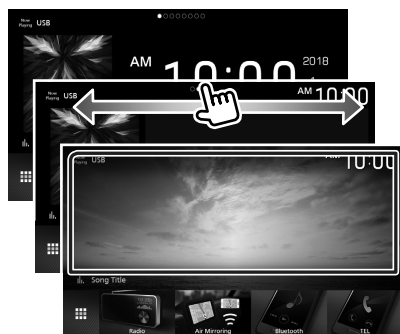 Now Playing USB
AM 10:00 2018
Now Playing USB
AM 10:00
USB
10:00
Song Title
Radio Air Mirroring Bluetooth TEL